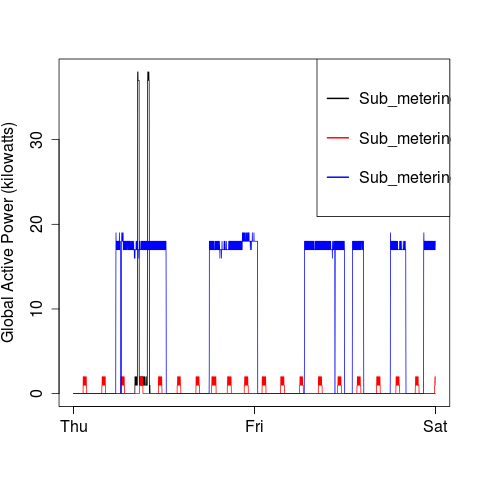 Global Active Power (kilowatts)
30
20
10
0
Thu
Fri
Sat
Sub_meterin
Sub_meterin
Sub_meterin